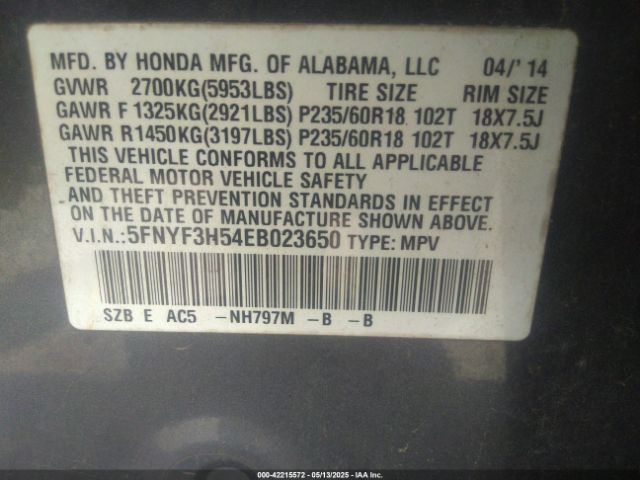 MFD. BY HONDA MFG. OF ALABAMA, LLC 04/' 14
GVWR 2700KG(5953LBS) TIRE SIZE RIM SIZE
GAWR F 1325KG(2921LBS) P235/60R18 102T 18X7.5J
GAWR R 1450KG(3197LBS) P235/60R18 102T 18X7.5J
THIS VEHICLE CONFORMS TO ALL APPLICABLE
FEDERAL MOTOR VEHICLE SAFETY
AND THEFT PREVENTION STANDARDS IN EFFECT
ON THE DATE OF MANUFACTURE SHOWN ABOVE.
V.I.N.:5FNYF3H54EB023650 TYPE: MPV
SZB E AC5 -NH797M -B -B
000-42215572 - 05/13/2025 - IAA Inc.